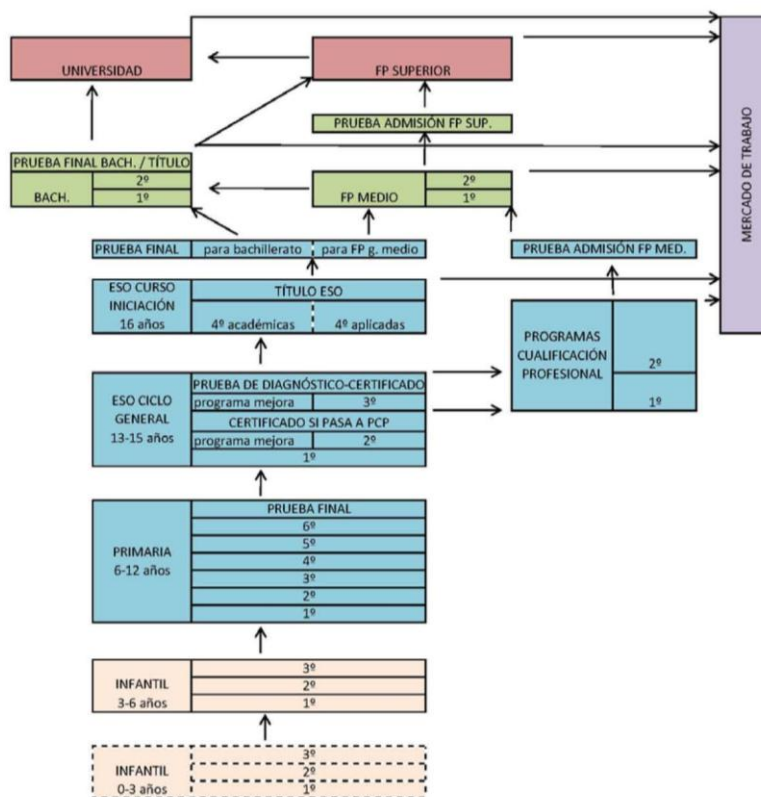 UNIVERSIDAD
FP SUPERIOR
MERCADO DE TRABAJO
PRUEBA ADMISIÓN FP SUP.
PRUEBA FINAL BACH. / TÍTULO
BACH.
2º
1º
FP MEDIO
2º
1º
PRUEBA FINAL
para bachillerato
para FP g. medio
PRUEBA ADMISIÓN FP MED.
ESO CURSO
INICIACIÓN
16 años
TÍTULO ESO
4º académicas
4º aplicadas
PROGRAMAS
CUALIFICACIÓN
PROFESIONAL
2º
1º
ESO CICLO
GENERAL
13-15 años
PRUEBA DE DIAGNÓSTICO-CERTIFICADO
programa mejora
3º
CERTIFICADO SI PASA A PCP
programa mejora
2º
1º
PRIMARIA
6-12 años
PRUEBA FINAL
6º
5º
4º
3º
2º
1º
INFANTIL
3-6 años
3º
2º
1º
INFANTIL
0-3 años
3º
2º
1º